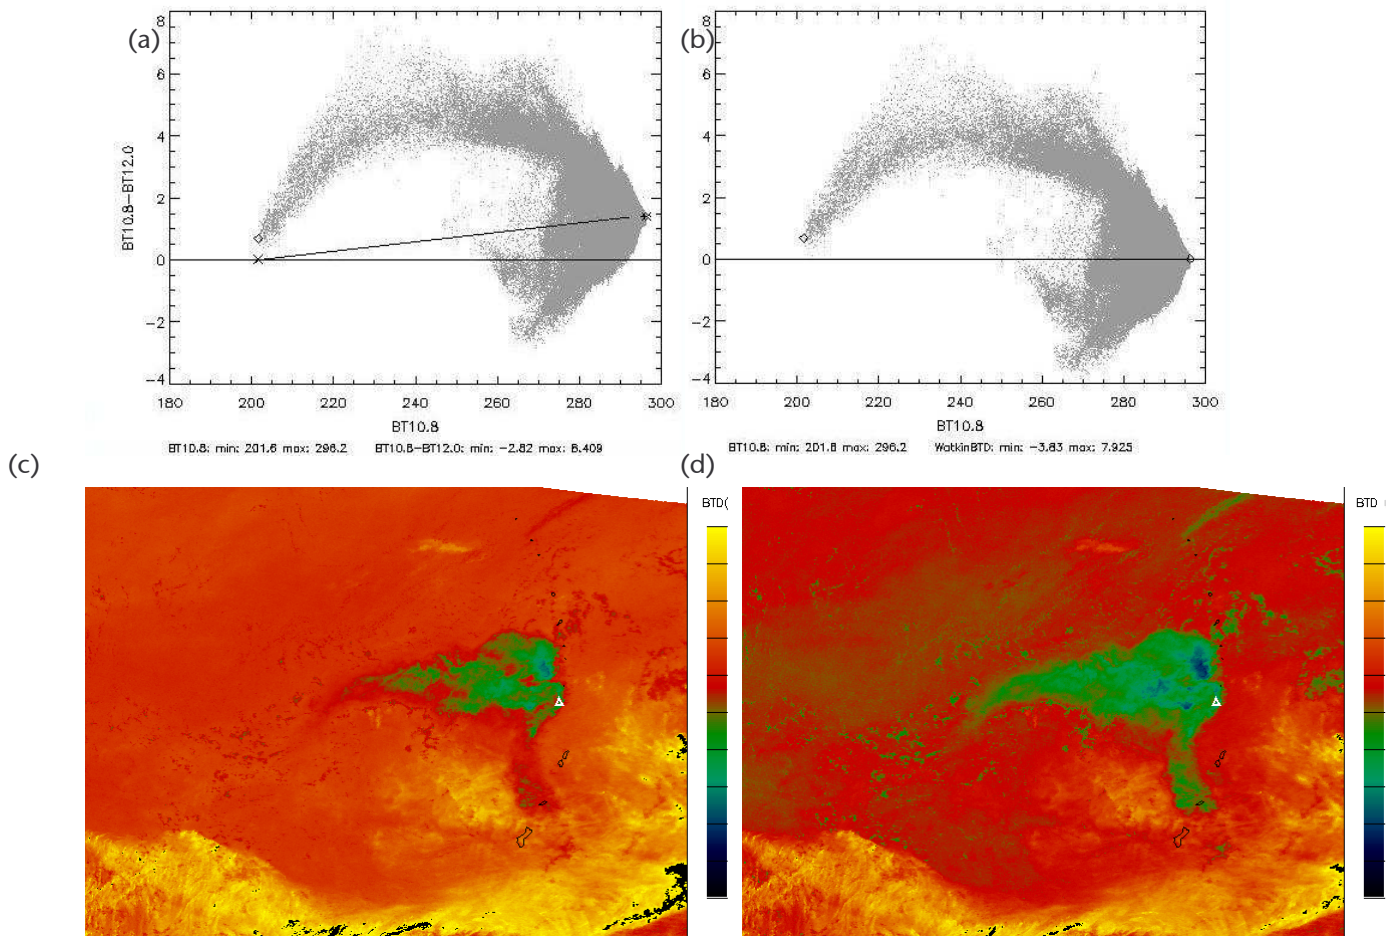 (a)
(b)
8
6
4
2
0
−2
−4
BT10.8−BT12.0
180 200 220 240 260 280 300
BT10.8
BT10.8: min: 201.6 max: 296.2 BT10.8−BT12.0: min: −2.82 max: 8.409
8
6
4
2
0
−2
−4
180 200 220 240 260 280 300
BT10.8
BT10.8: min: 201.8 max: 296.2 WatkinBTD: min: −3.83 max: 7.925
(c)
(d)
BTD(
BTD (